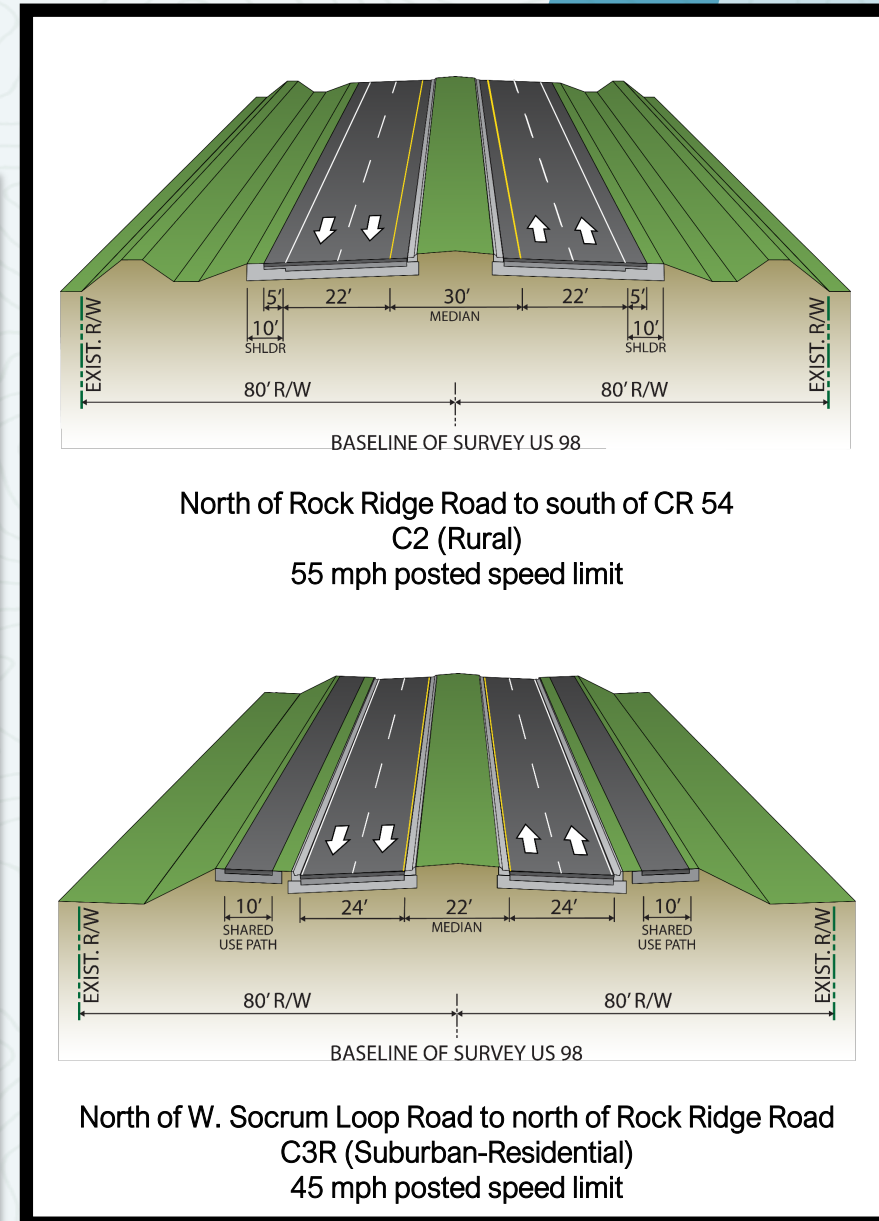 5' 22' 30' 22' 5'
MEDIAN
10' 10'
SHLDR SHLDR
EXIST. R/W EXIST. R/W
80' R/W 80' R/W
BASELINE OF SURVEY US 98
North of Rock Ridge Road to south of CR 54
C2 (Rural)
55 mph posted speed limit
10' 24' 22' 24' 10'
SHARED MEDIAN SHARED
USE PATH USE PATH
EXIST. R/W EXIST. R/W
80' R/W 80' R/W
BASELINE OF SURVEY US 98
North of W. Socrum Loop Road to north of Rock Ridge Road
C3R (Suburban-Residential)
45 mph posted speed limit